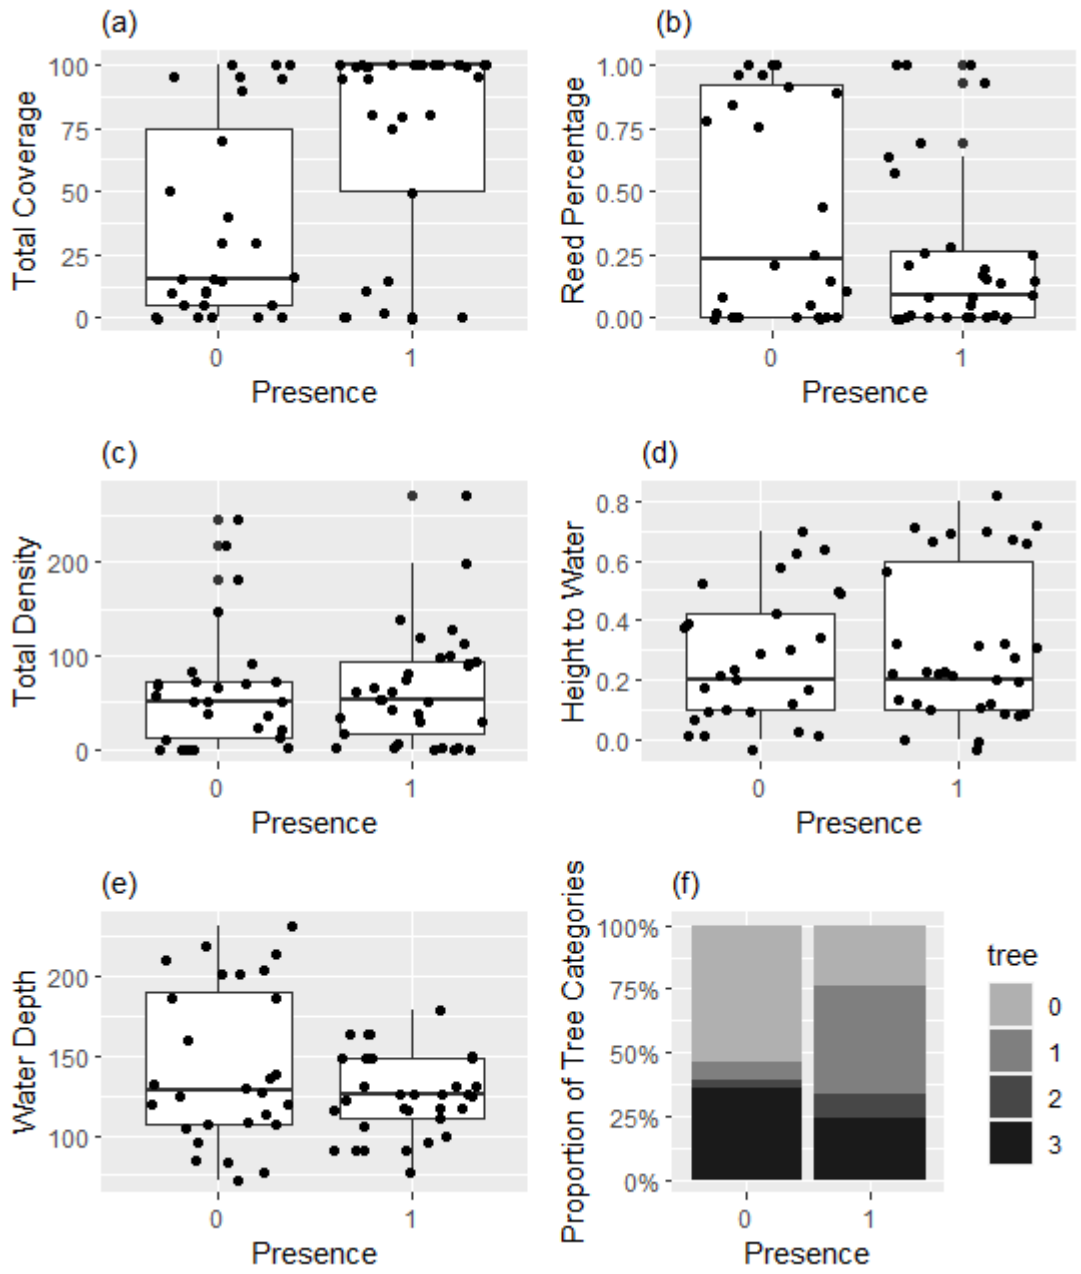 (a)
Total Coverage
100
75
50
25
0
0 1
Presence
(b)
Reed Percentage
1.00
0.75
0.50
0.25
0.00
0 1
Presence
(c)
Total Density
200
100
0
0 1
Presence
(d)
Height to Water
0.8
0.6
0.4
0.2
0.0
0 1
Presence
(e)
Water Depth
200
150
100
0 1
Presence
(f)
Proportion of Tree Categories
100%
75%
50%
25%
0%
0 1
Presence
tree
0
1
2
3